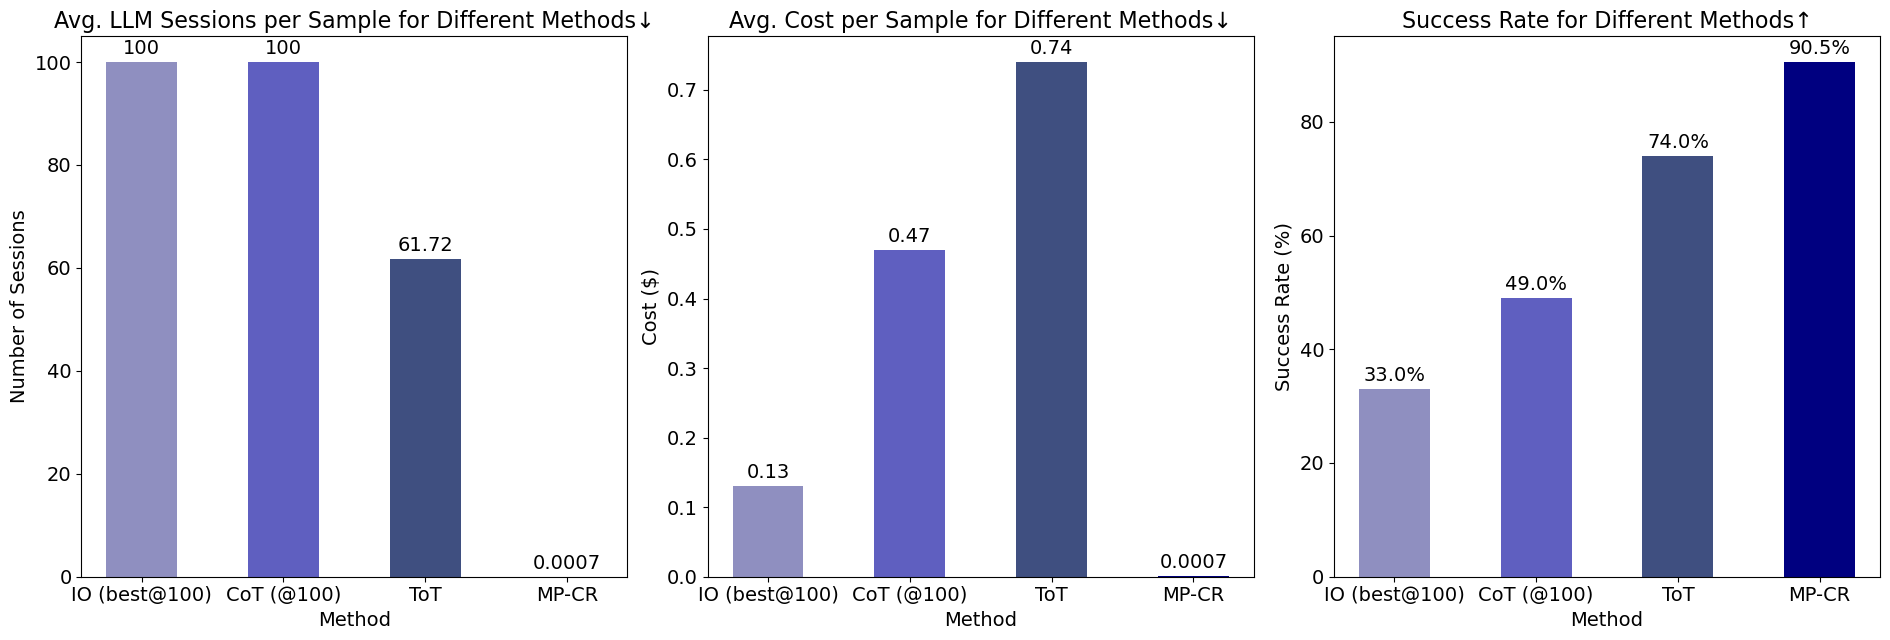 Avg. LLM Sessions per Sample for Different Methods↓
100
100
61.72
0.0007
100
80
60
40
20
0
Number of Sessions
IO (best@100) CoT (@100) ToT MP-CR
Method
Avg. Cost per Sample for Different Methods↓
0.74
0.47
0.13
0.0007
0.7
0.6
0.5
0.4
0.3
0.2
0.1
0.0
Cost ($)
IO (best@100) CoT (@100) ToT MP-CR
Method
Success Rate for Different Methods↑
90.5%
74.0%
49.0%
33.0%
80
60
40
20
0
Success Rate (%)
IO (best@100) CoT (@100) ToT MP-CR
Method